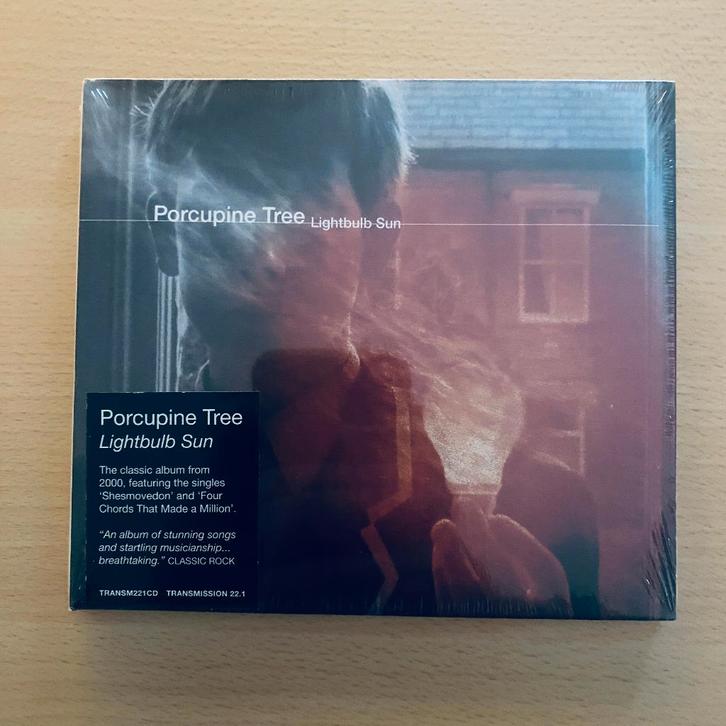 Porcupine Tree Lightbulb Sun
Porcupine Tree
Lightbulb Sun
The classic album from
2000, featuring the singles
‘Shesmovedon’ and ‘Four
Chords That Made a Million’.
“An album of stunning songs
and startling musicianship...
breathtaking.” CLASSIC ROCK
TRANSM221CD TRANSMISSION 22.1